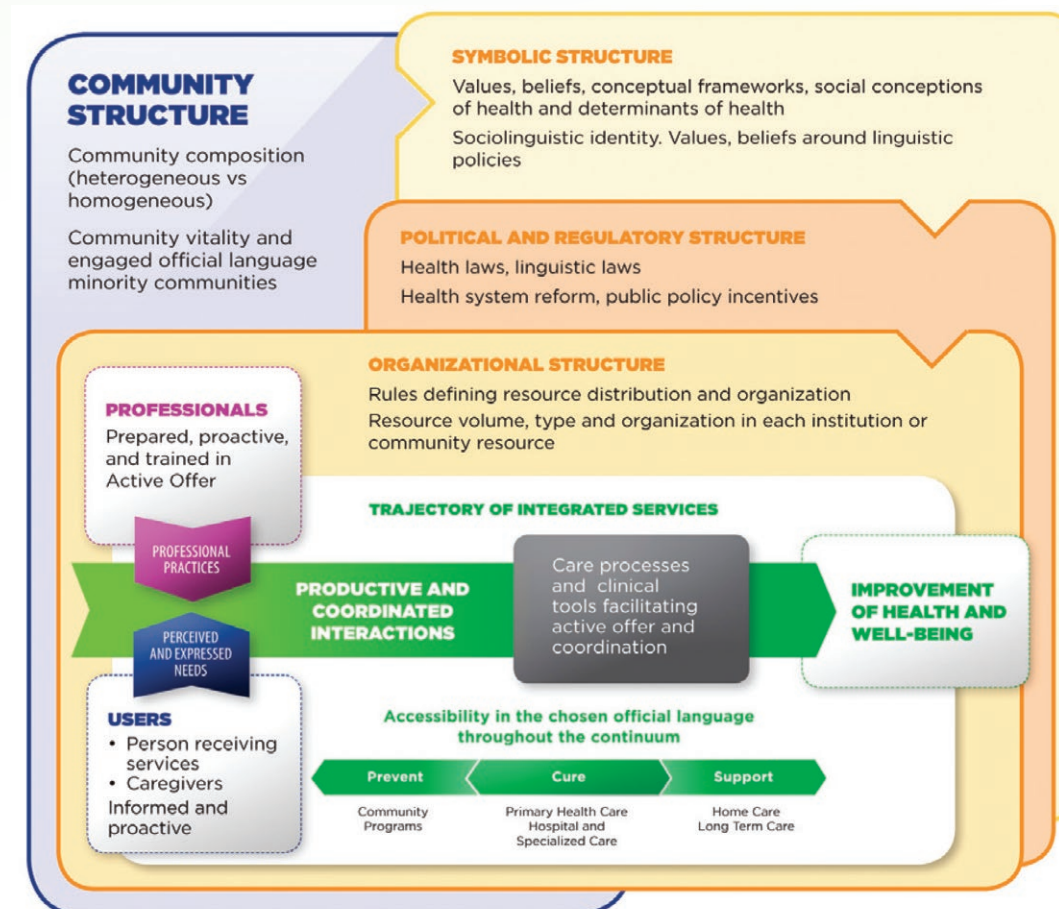 COMMUNITY
STRUCTURE
Community composition
(heterogeneous vs
homogeneous)
Community vitality and
engaged official language
minority communities
SYMBOLIC STRUCTURE
Values, beliefs, conceptual frameworks, social conceptions
of health and determinants of health
Sociolinguistic identity. Values, beliefs around linguistic
policies
POLITICAL AND REGULATORY STRUCTURE
Health laws, linguistic laws
Health system reform, public policy incentives
ORGANIZATIONAL STRUCTURE
Rules defining resource distribution and organization
Resource volume, type and organization in each institution or
community resource
PROFESSIONALS
Prepared, proactive,
and trained in
Active Offer
PROFESSIONAL
PRACTICES
PERCEIVED
AND EXPRESSED
NEEDS
USERS
• Person receiving
services
• Caregivers
Informed and
proactive
TRAJECTORY OF INTEGRATED SERVICES
PRODUCTIVE AND
COORDINATED
INTERACTIONS
Care processes
and clinical
tools facilitating
active offer and
coordination
IMPROVEMENT
OF HEALTH AND
WELL-BEING
Accessibility in the chosen official language
throughout the continuum
Prevent
Cure
Support
Community
Programs
Primary Health Care
Hospital and
Specialized Care
Home Care
Long Term Care